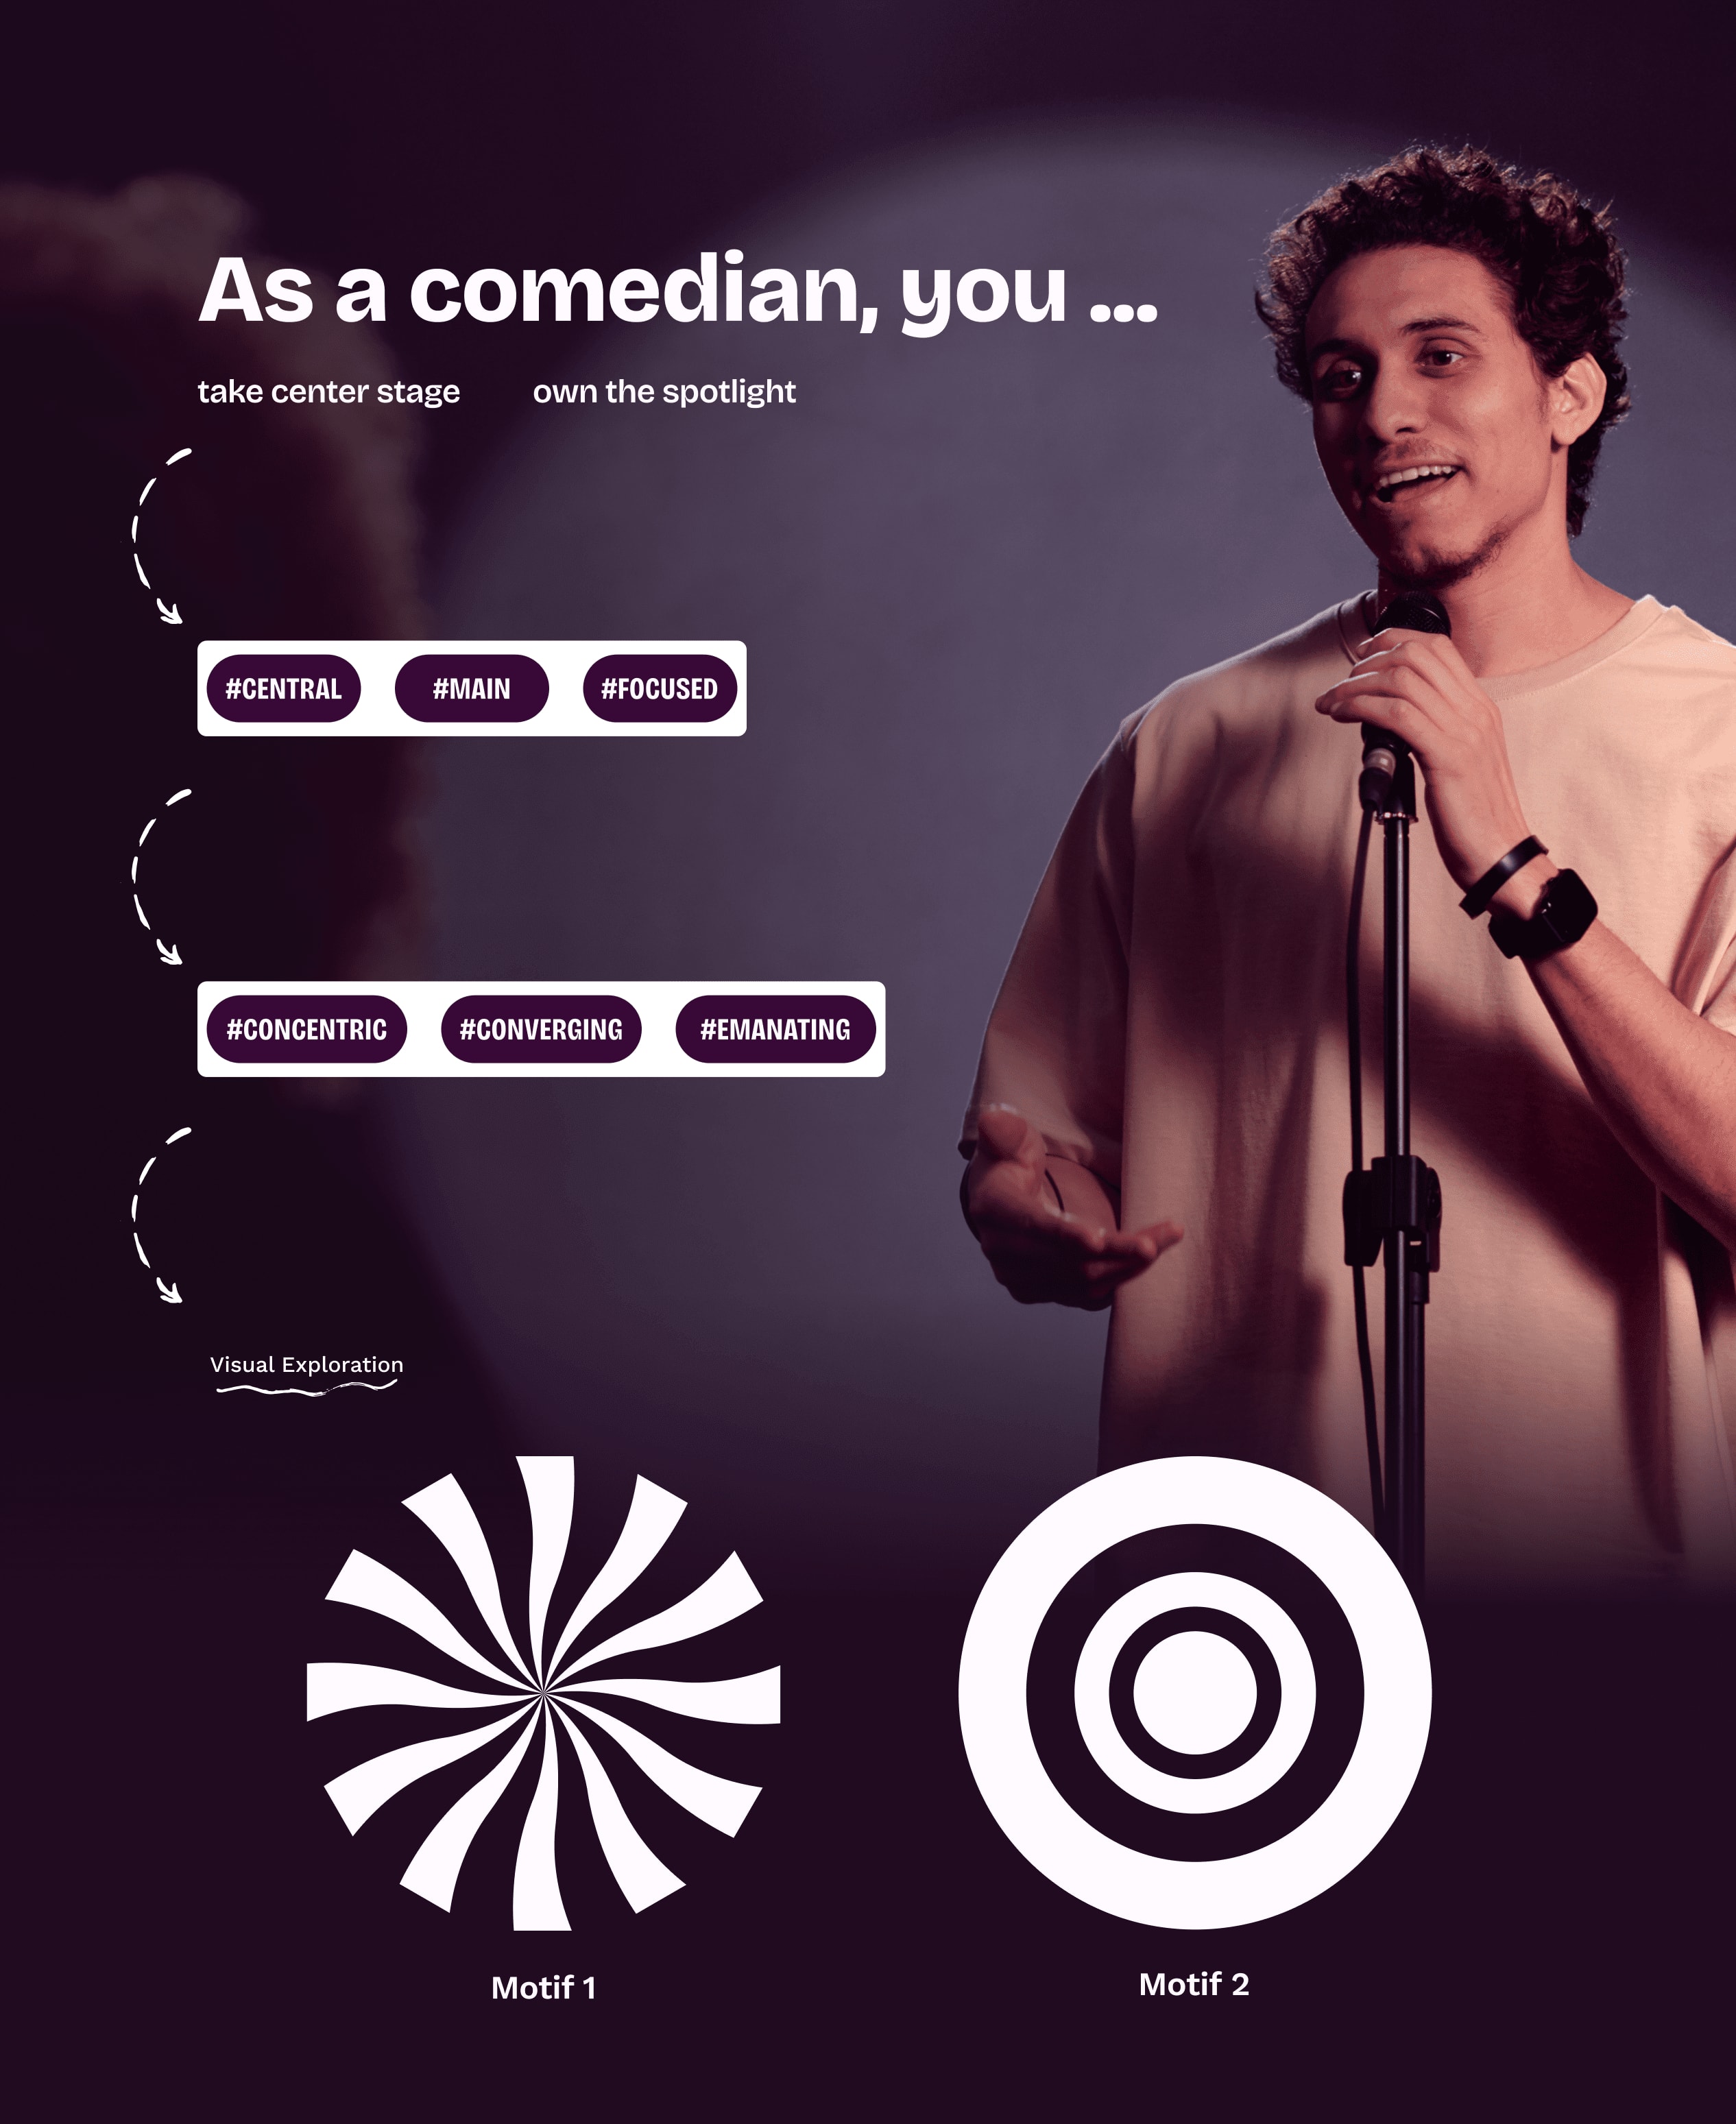 As a comedian, you ...
take center stage own the spotlight
#CENTRAL #MAIN #FOCUSED
#CONCENTRIC #CONVERGING #EMANATING
Visual Exploration
Motif 1 Motif 2